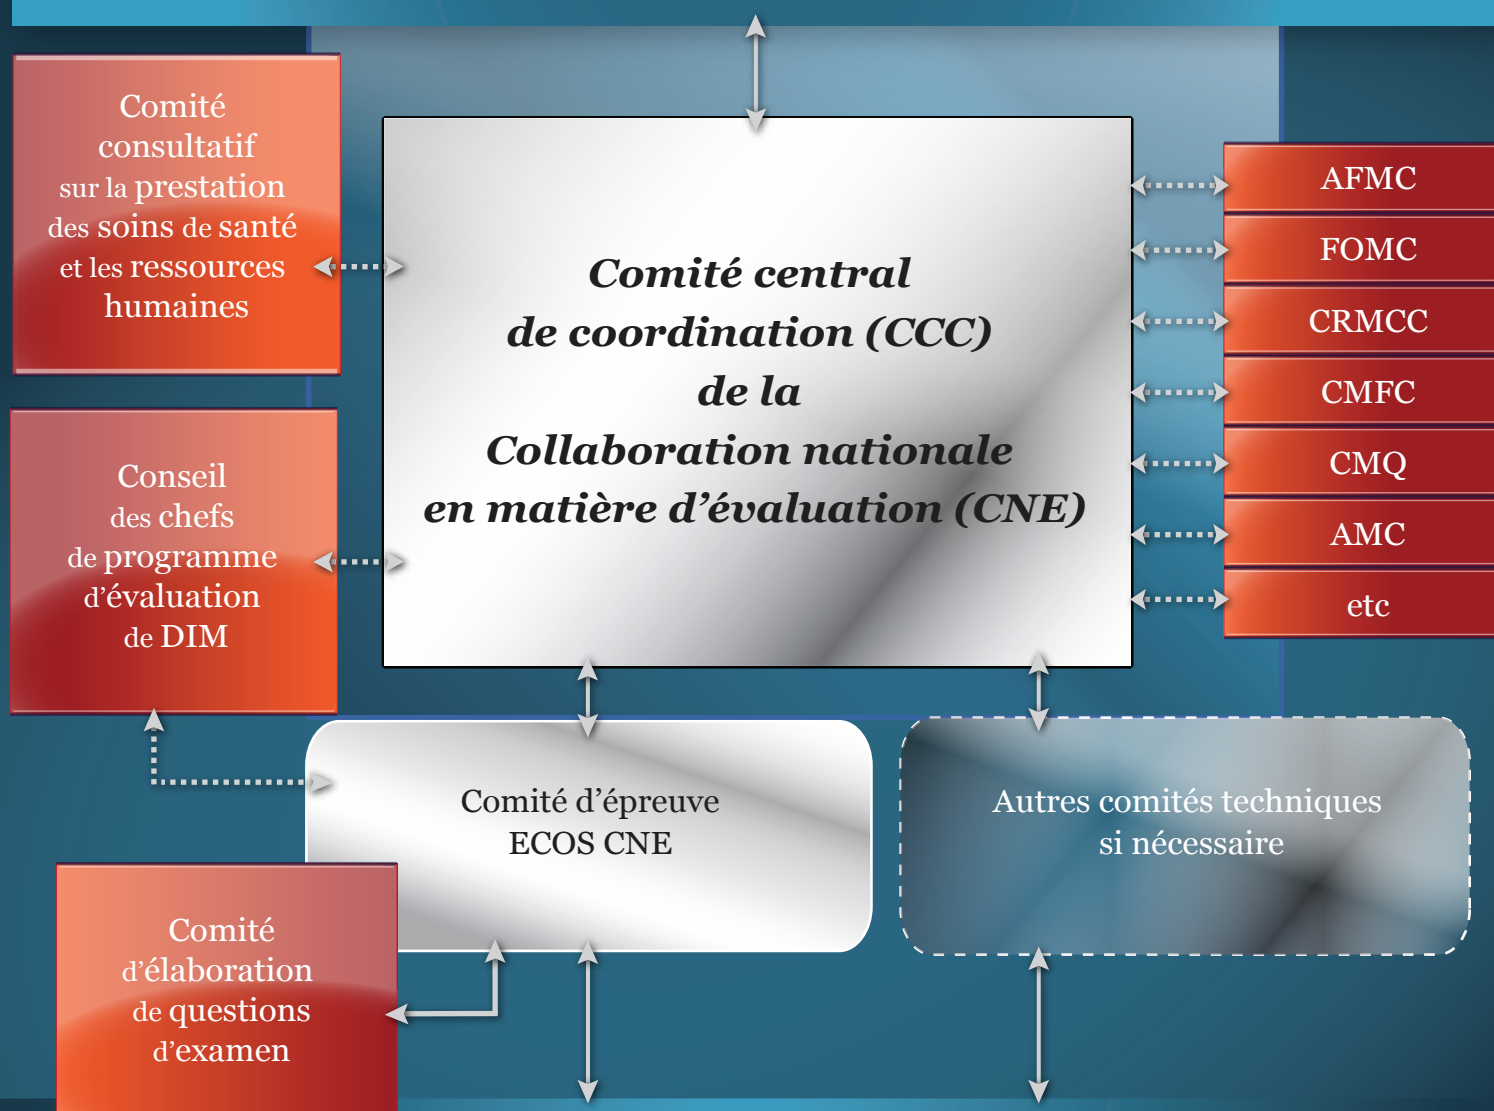 Comité
consultatif
sur la prestation
des soins de santé
et les ressources
humaines
Conseil
des chefs
de programme
d'évaluation
de DIM
Comité central
de coordination (CCC)
de la
Collaboration nationale
en matière d'évaluation (CNE)
AFMC
FOMC
CRMCC
CMFC
CMQ
AMC
etc
Comité d'épreuve
ECOS CNE
Autres comités techniques
si nécessaire
Comité
d'élaboration
de questions
d'examen